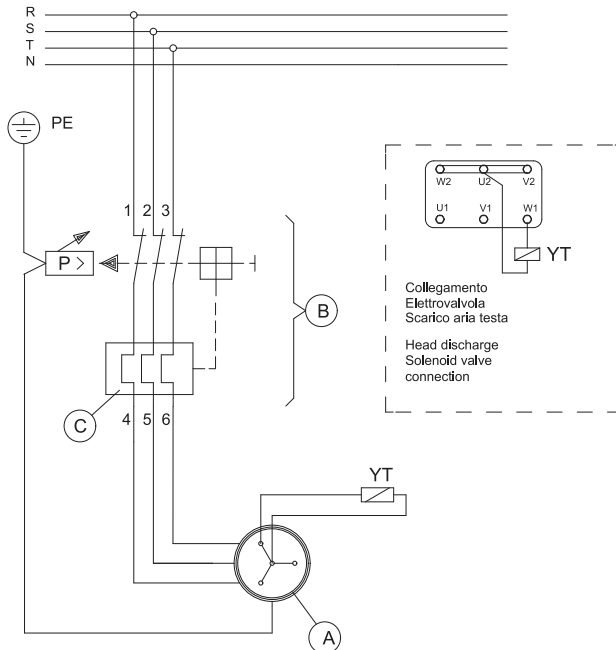 R
S
T
N
PE
1 2 3
P >
B
C
4 5 6
YT
A
W2 U2 V2
U1 V1 W1
YT
Collegamento
Elettrovalvola
Scarico aria testa
Head discharge
Solenoid valve
connection